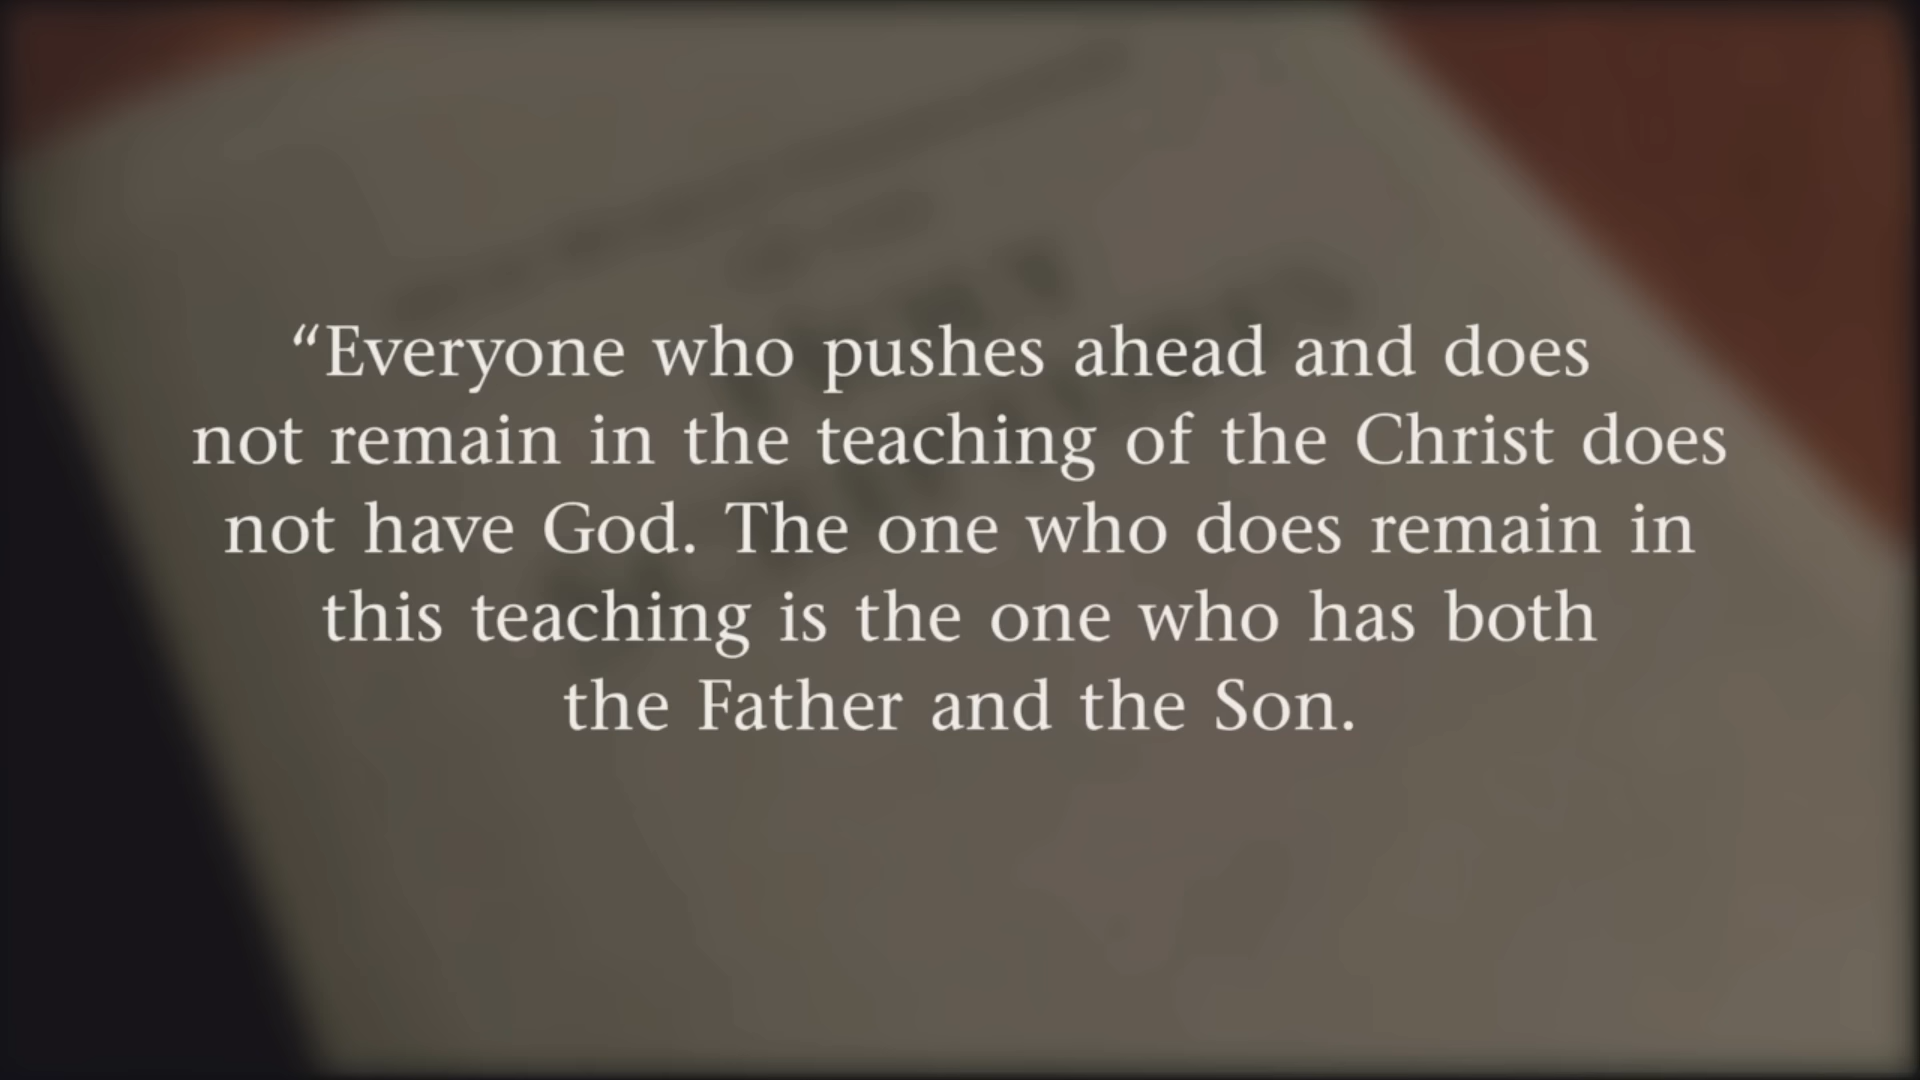 “Everyone who pushes ahead and does
not remain in the teaching of the Christ does
not have God. The one who does remain in
this teaching is the one who has both
the Father and the Son.